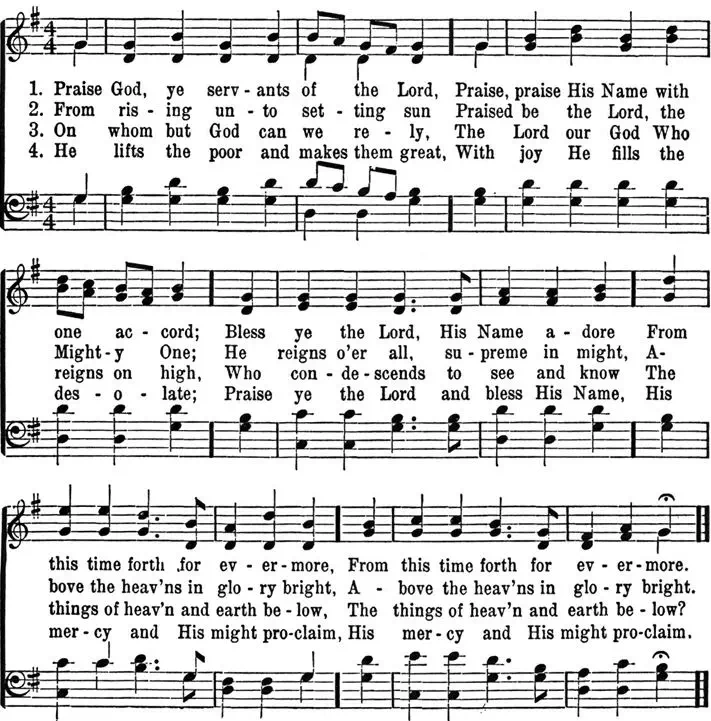 4 4
1. Praise God, ye serv - ants of the Lord, Praise, praise His Name with
2. From ris - ing un - to set - ting sun Praised be the Lord, the
3. On whom but God can we re - ly, The Lord our God Who
4. He lifts the poor and makes them great, With joy He fills the
4 4
one ac - cord; Bless ye the Lord, His Name a - dore From
Might - y One; He reigns o'er all, su - preme in might, A-
reigns on high, Who con - de - scends to see and know The
des - o - late; Praise ye the Lord and bless His Name, His
this time forth for ev - er - more, From this time forth for ev - er - more.
bove the heav'ns in glo - ry bright, A - bove the heav'ns in glo - ry bright.
things of heav'n and earth be - low, The things of heav'n and earth be - low?
mer - cy and His might pro - claim, His mer - cy and His might pro - claim.